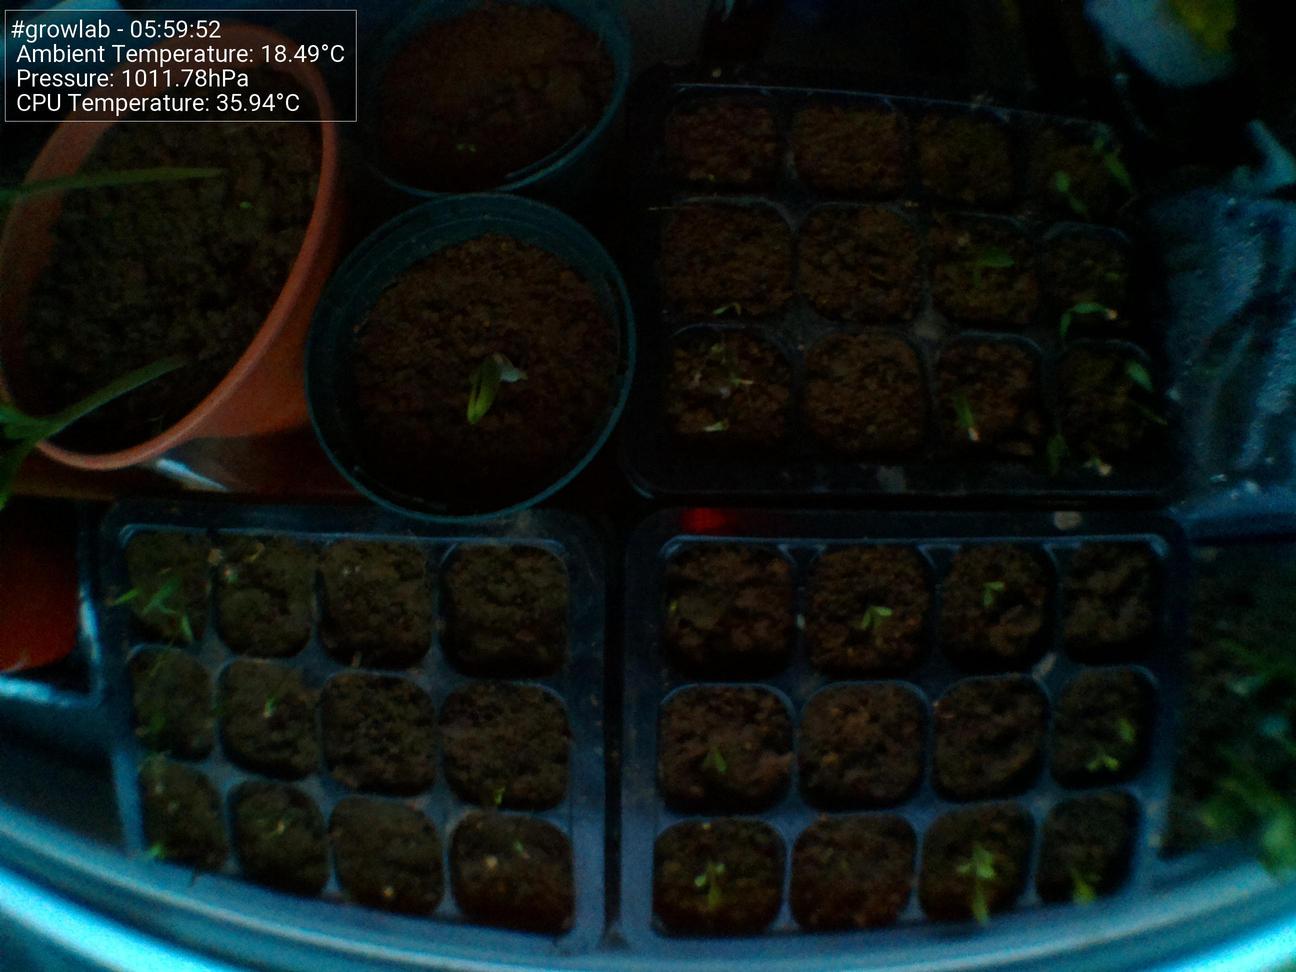 #growlab - 05:59:52
Ambient Temperature: 18.49°C
Pressure: 1011.78hPa
CPU Temperature: 35.94°C